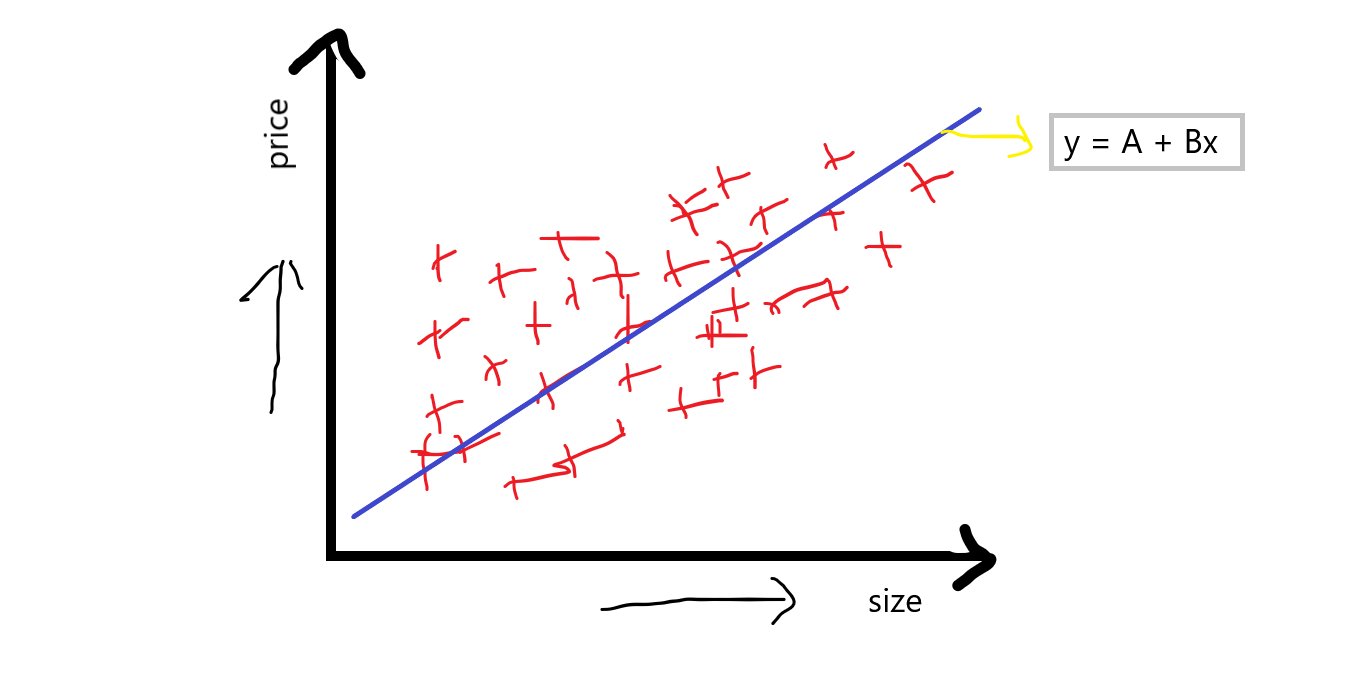 price
y = A + Bx
size